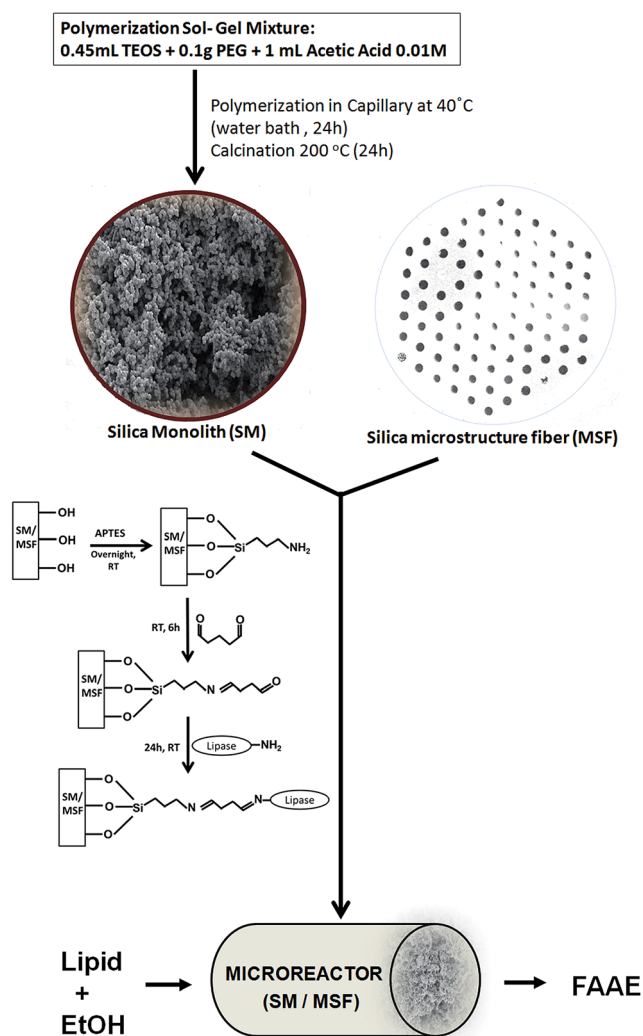 Polymerization Sol- Gel Mixture:
0.45mL TEOS + 0.1g PEG + 1 mL Acetic Acid 0.01M
Polymerization in Capillary at 40˚C
(water bath , 24h)
Calcination 200 °C (24h)
Silica Monolith (SM)
Silica microstructure fiber (MSF)
SM/
MSF
OH
OH
OH
APTES
Overnight,
RT
SM/
MSF
O
O
O
Si
NH2
RT, 6h
O
O
SM/
MSF
O
O
O
Si
N
O
24h, RT
Lipase
NH2
SM/
MSF
O
O
O
Si
N
N
Lipase
Lipid
+
EtOH
MICROREACTOR
(SM / MSF)
FAAE